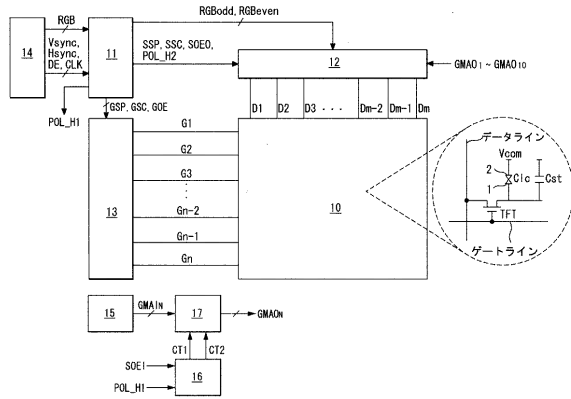 RGBodd, RGBeven
RGB
Vsync,
Hsync,
DE, CLK
14
11
SSP, SSC, SOEO,
POL_H2
12
GMAO1 ~ GMAO10
POL_H1
GSP, GSC, GOE
D1 D2 D3 ・・・ Dm-2 Dm-1 Dm
G1
G2
G3
Gn-2
Gn-1
Gn
13
10
データライン
Vcom
2
1
Clc
Cst
TFT
ゲートライン
15
GMAIN
17
GMAON
CT1
CT2
SOEI
POL_HI
16